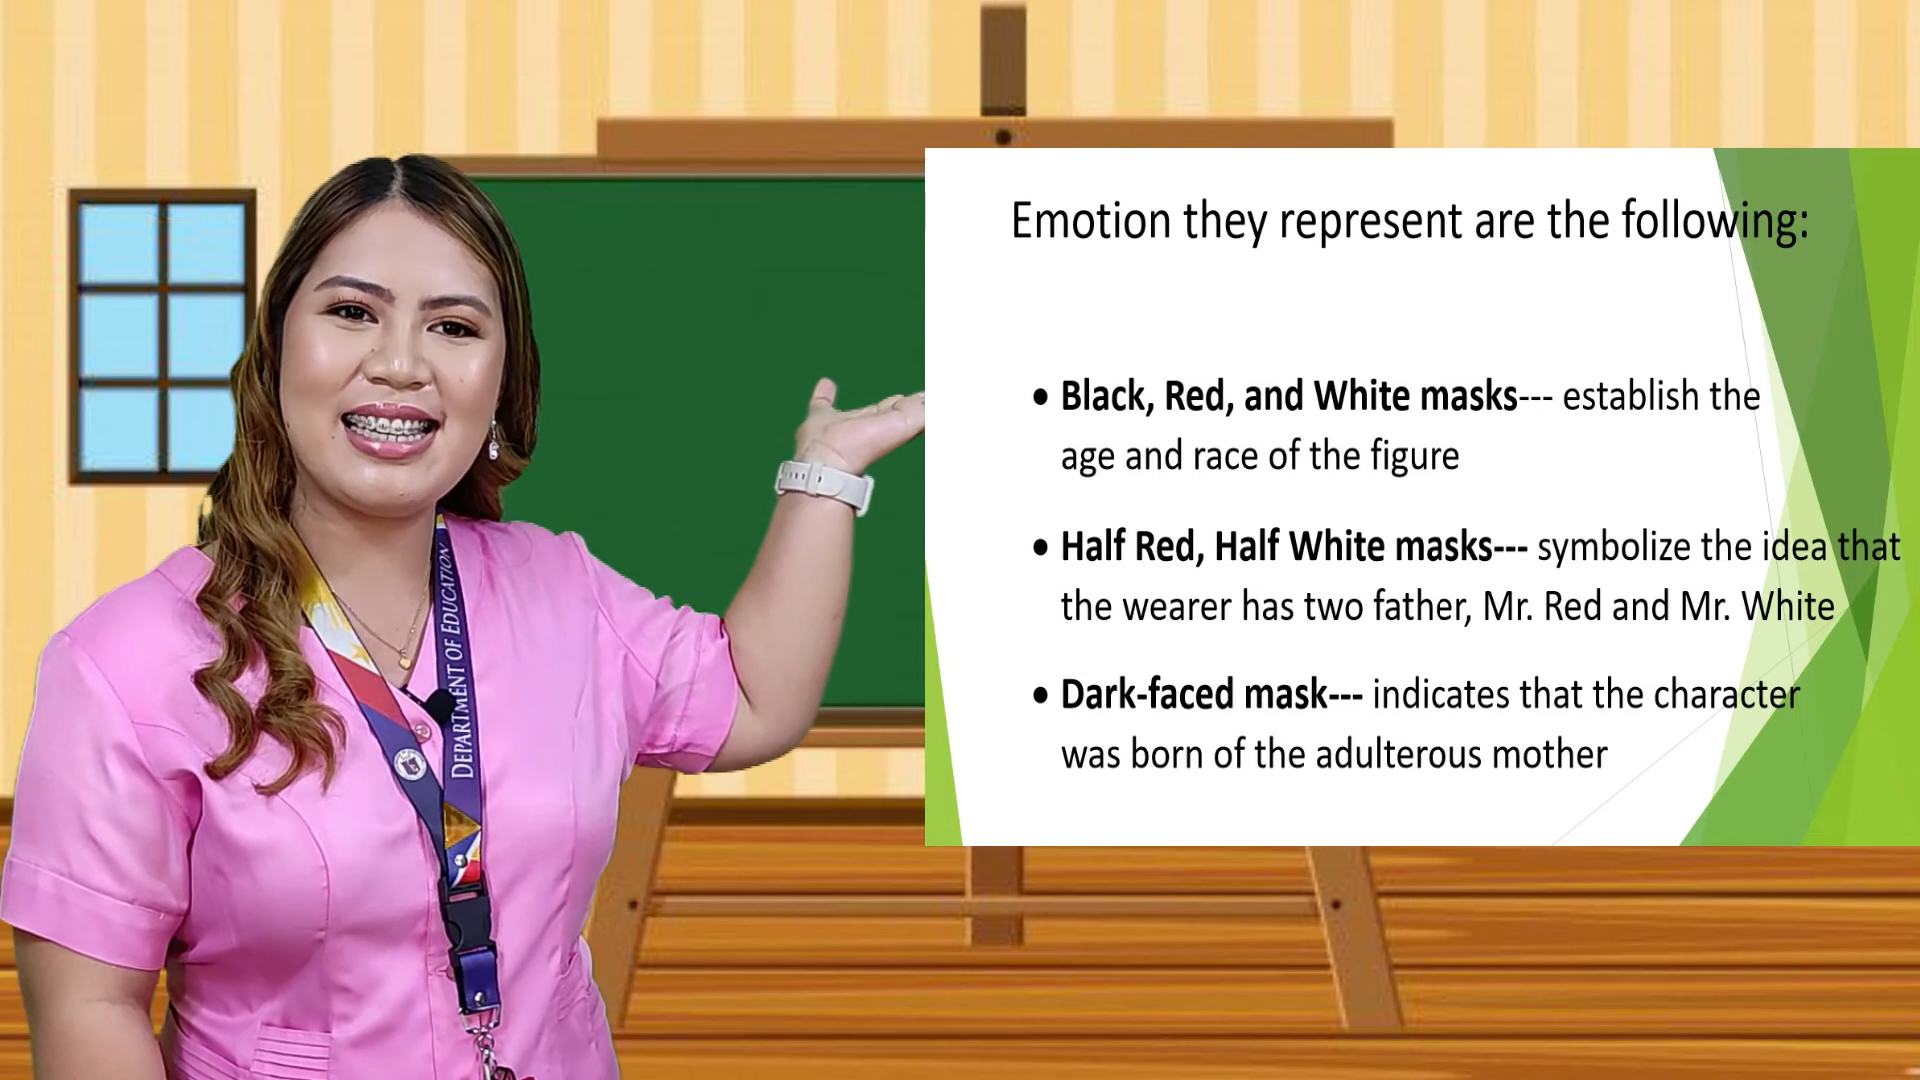 DEPARTMENT OF EDUCATION
Emotion they represent are the following:
• Black, Red, and White masks--- establish the
age and race of the figure
• Half Red, Half White masks--- symbolize the idea that
the wearer has two father, Mr. Red and Mr. White
• Dark-faced mask--- indicates that the character
was born of the adulterous mother